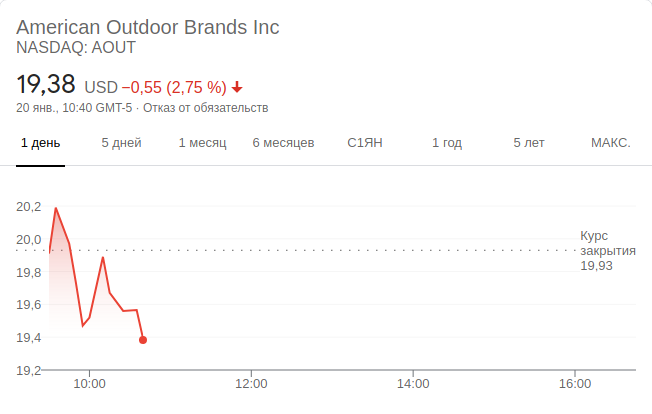 American Outdoor Brands Inc
NASDAQ: AOUT
19,38 USD −0,55 (2,75 %)
20 янв., 10:40 GMT-5 · Отказ от обязательств
1 день 5 дней 1 месяц 6 месяцев С1ЯН 1 год 5 лет МАКС.
20,2
20,0
19,8
19,6
19,4
19,2
Курс
закрытия
19,93
10:00 12:00 14:00 16:00